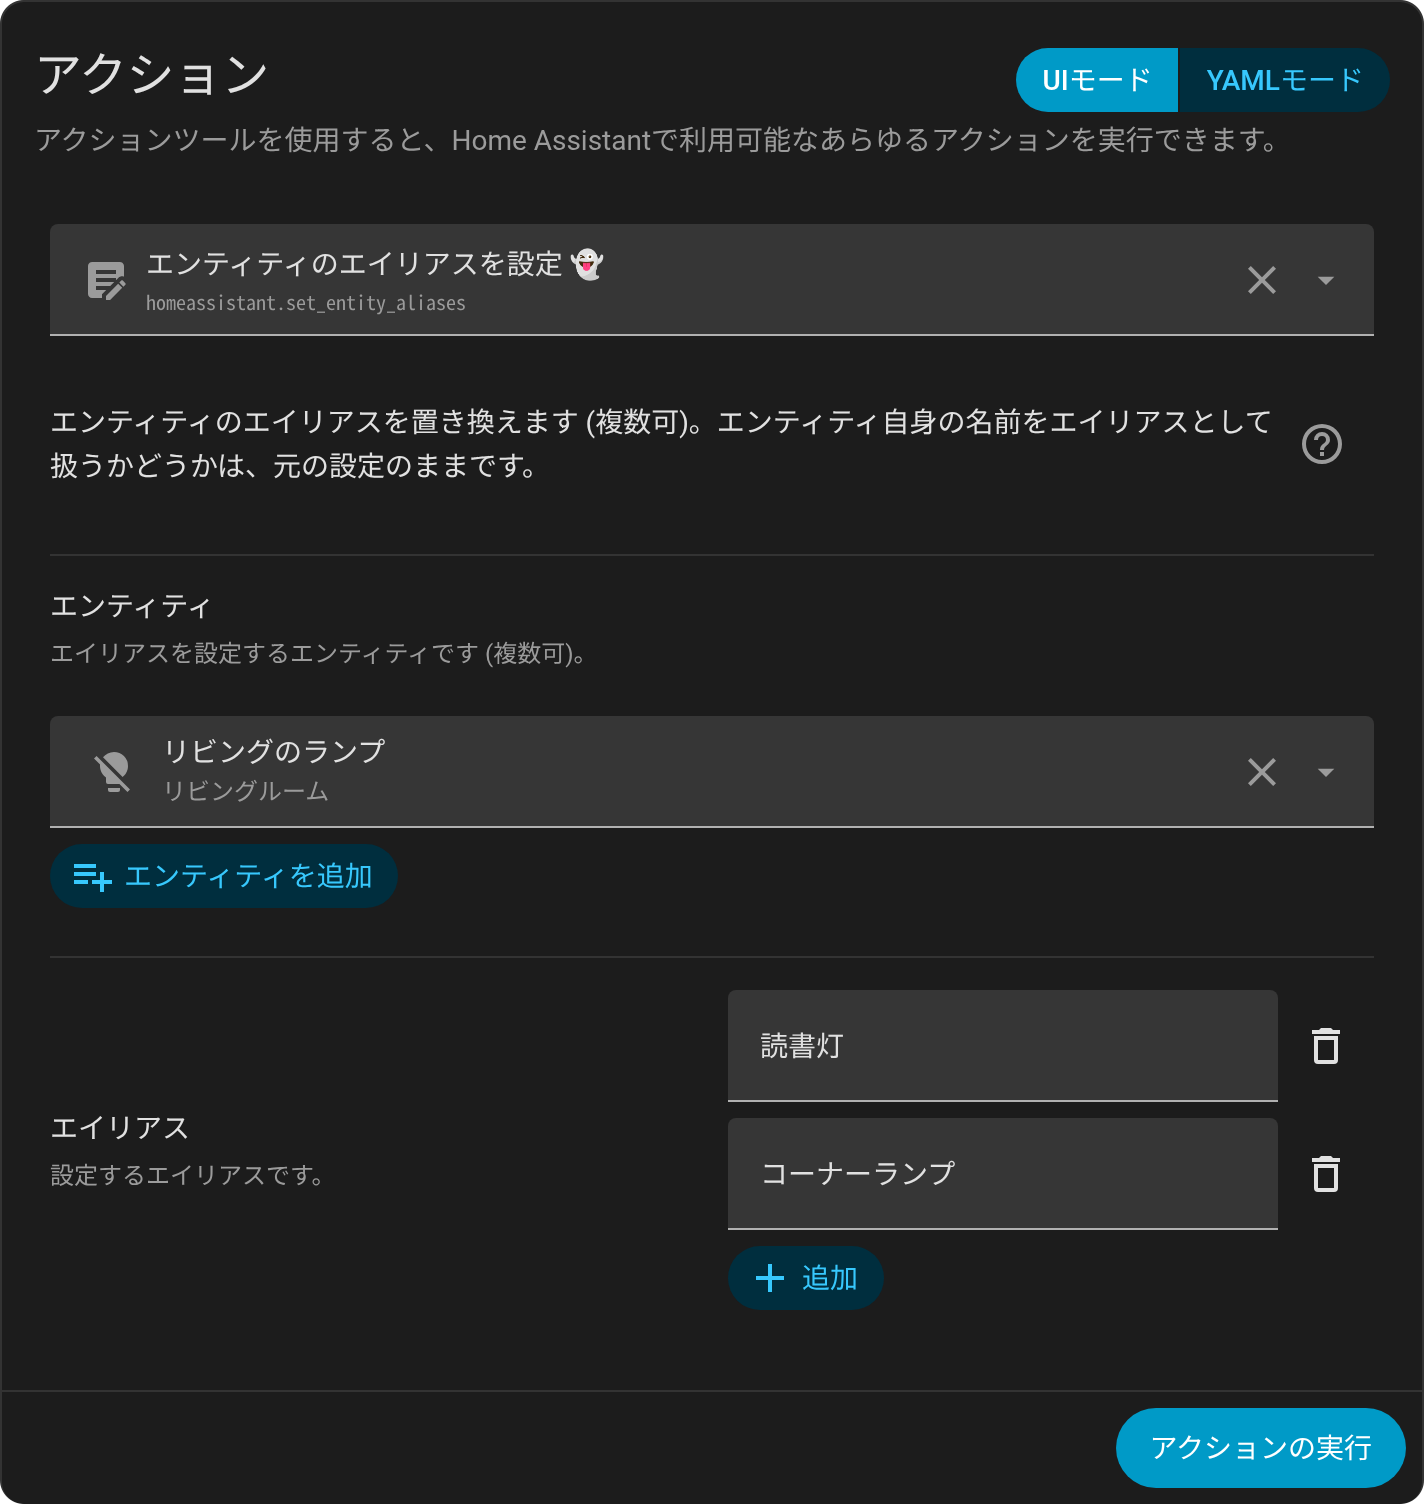 アクション
UIモード
YAMLモード
アクションツールを使用すると、Home Assistantで利用可能なあらゆるアクションを実行できます。
エンティティのエイリアスを設定 👻
homeassistant.set_entity_aliases
エンティティのエイリアスを置き換えます (複数可)。エンティティ自身の名前をエイリアスとして
扱うかどうかは、元の設定のままです。
エンティティ
エイリアスを設定するエンティティです (複数可)。
リビングのランプ
リビングルーム
エンティティを追加
エイリアス
設定するエイリアスです。
読書灯
コーナーランプ
追加
アクションの実行